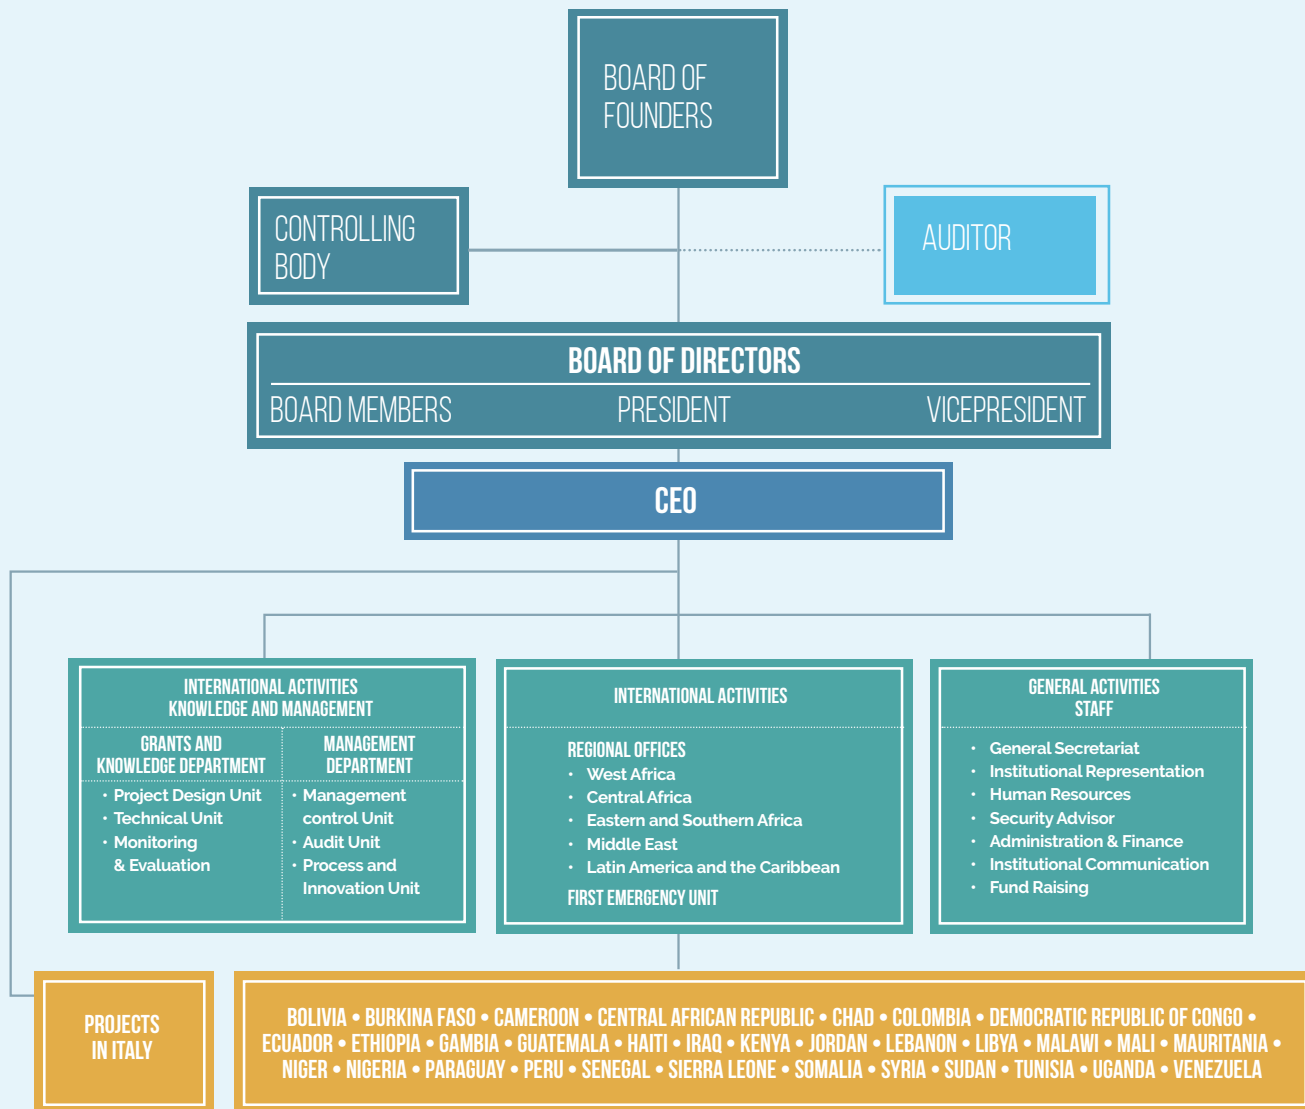 BOARD OF
FOUNDERS
CONTROLLING
BODY
AUDITOR
BOARD OF DIRECTORS
BOARD MEMBERS
PRESIDENT
VICEPRESIDENT
CEO
INTERNATIONAL ACTIVITIES
KNOWLEDGE AND MANAGEMENT
GRANTS AND
KNOWLEDGE DEPARTMENT
• Project Design Unit
• Technical Unit
• Monitoring
& Evaluation
MANAGEMENT
DEPARTMENT
• Management
control Unit
• Audit Unit
• Process and
Innovation Unit
INTERNATIONAL ACTIVITIES
REGIONAL OFFICES
• West Africa
• Central Africa
• Eastern and Southern Africa
• Middle East
• Latin America and the Caribbean
FIRST EMERGENCY UNIT
GENERAL ACTIVITIES
STAFF
• General Secretariat
• Institutional Representation
• Human Resources
• Security Advisor
• Administration & Finance
• Institutional Communication
• Fund Raising
PROJECTS
IN ITALY
BOLIVIA • BURKINA FASO • CAMEROON • CENTRAL AFRICAN REPUBLIC • CHAD • COLOMBIA • DEMOCRATIC REPUBLIC OF CONGO •
ECUADOR • ETHIOPIA • GAMBIA • GUATEMALA • HAITI • IRAQ • KENYA • JORDAN • LEBANON • LIBYA • MALAWI • MALI • MAURITANIA •
NIGER • NIGERIA • PARAGUAY • PERU • SENEGAL • SIERRA LEONE • SOMALIA • SYRIA • SUDAN • TUNISIA • UGANDA • VENEZUELA